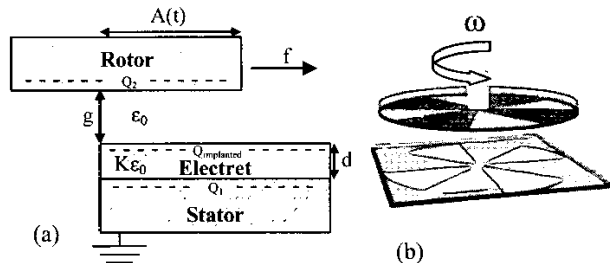 A(t)
Rotor
Q₂
f
g
ε₀
Q_implanted
Kε₀ Electret
d
Q₁
Stator
(a)
ω
(b)